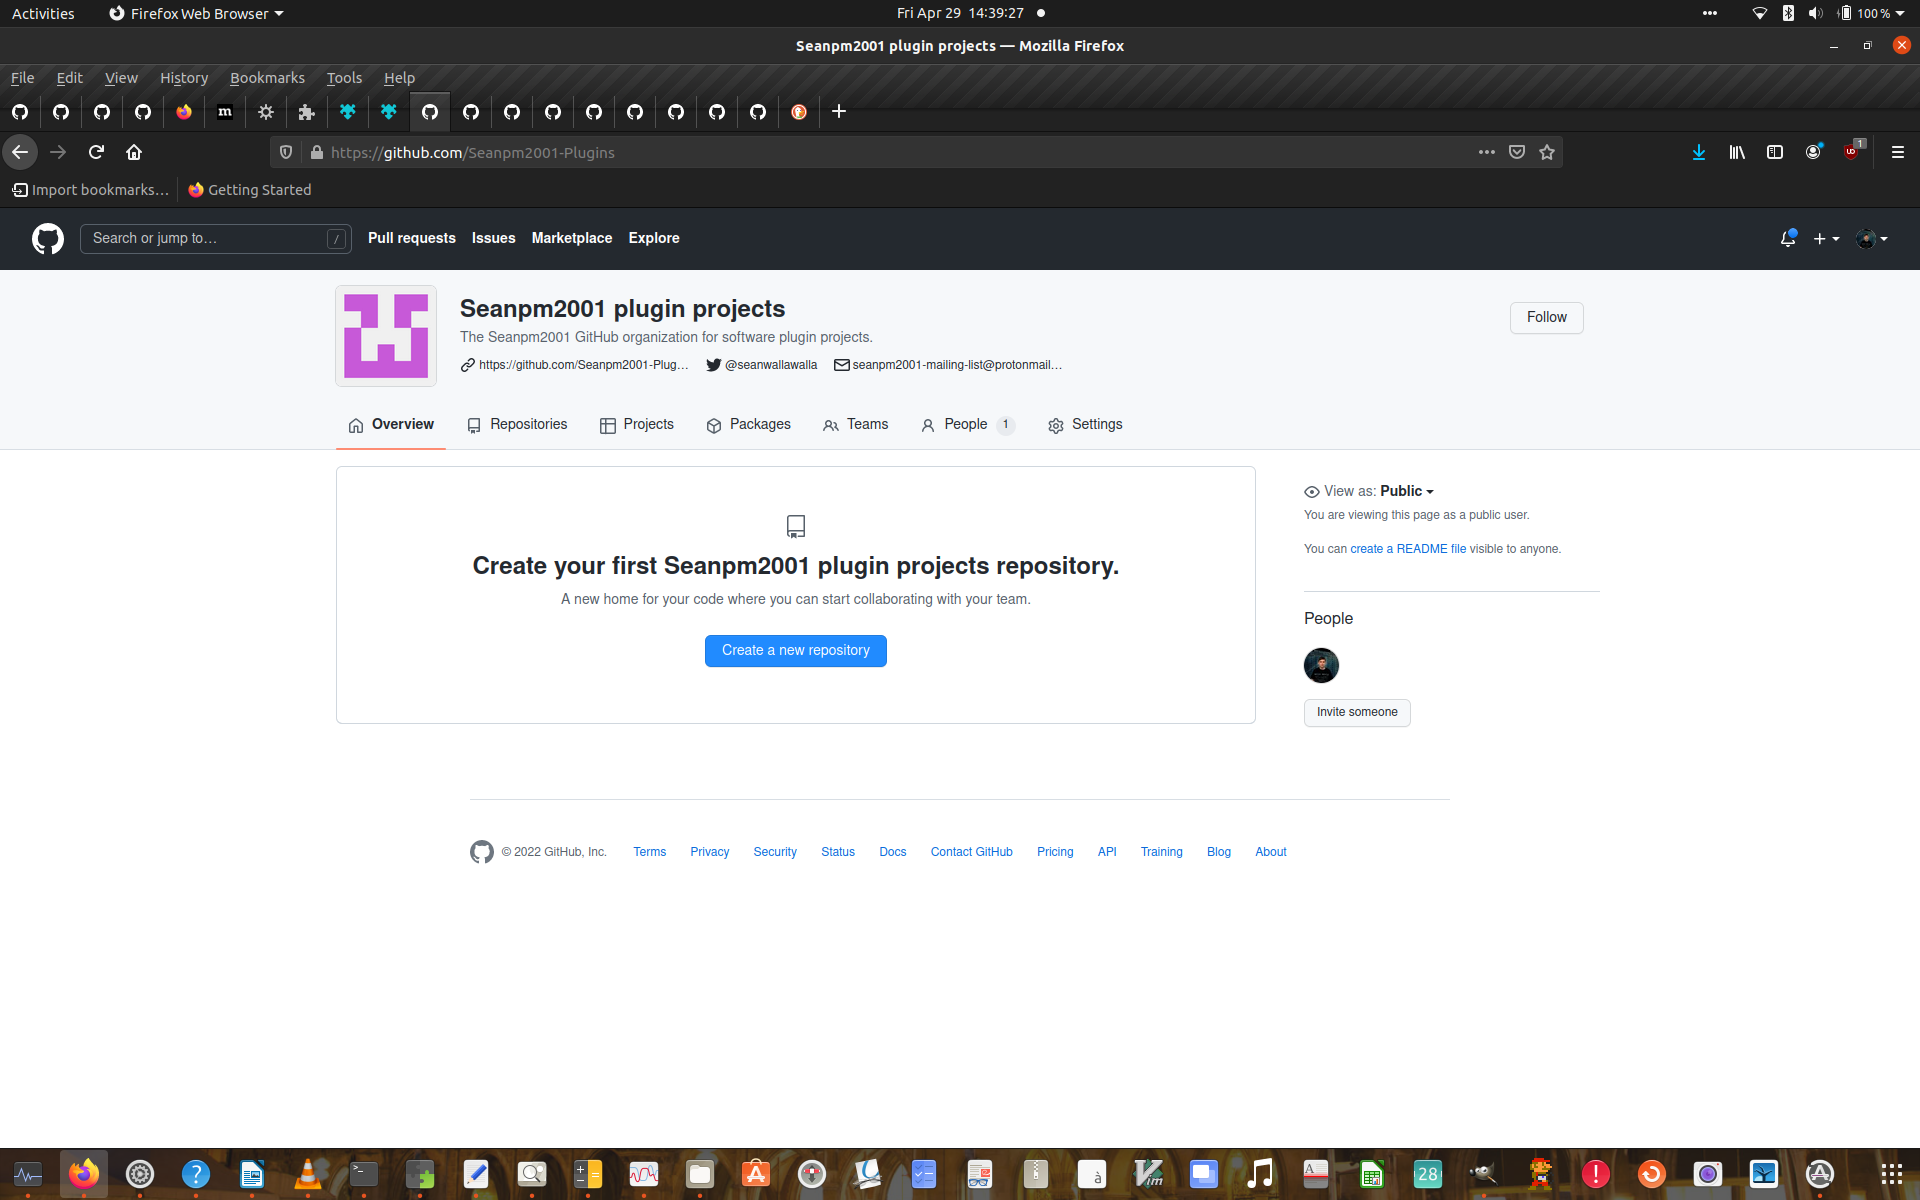 Activities Firefox Web Browser Fri Apr 29 14:39:27 100 %
Seanpm2001 plugin projects — Mozilla Firefox
File Edit View History Bookmarks Tools Help
m
https://github.com/Seanpm2001-Plugins 1
Import bookmarks… Getting Started
Search or jump to… / Pull requests Issues Marketplace Explore
Seanpm2001 plugin projects
Follow
The Seanpm2001 GitHub organization for software plugin projects.
https://github.com/Seanpm2001-Plug… @seanwallawalla seanpm2001-mailing-list@protonmail…
Overview Repositories Projects Packages Teams People 1 Settings
View as: Public
You are viewing this page as a public user.
You can create a README file visible to anyone.
Create your first Seanpm2001 plugin projects repository.
A new home for your code where you can start collaborating with your team.
Create a new repository
People
Invite someone
© 2022 GitHub, Inc. Terms Privacy Security Status Docs Contact GitHub Pricing API Training Blog About
? >_ à Vim A 28 !